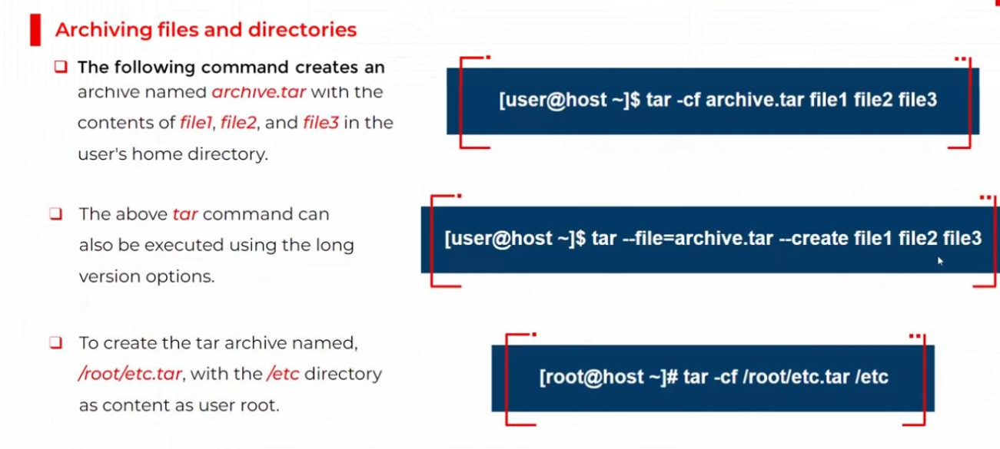 Archiving files and directories
The following command creates an
archive named archive.tar with the
contents of file1, file2, and file3 in the
user's home directory.
[user@host ~]$ tar -cf archive.tar file1 file2 file3
The above tar command can
also be executed using the long
version options.
[user@host ~]$ tar --file=archive.tar --create file1 file2 file3
To create the tar archive named,
/root/etc.tar, with the /etc directory
as content as user root.
[root@host ~]# tar -cf /root/etc.tar /etc